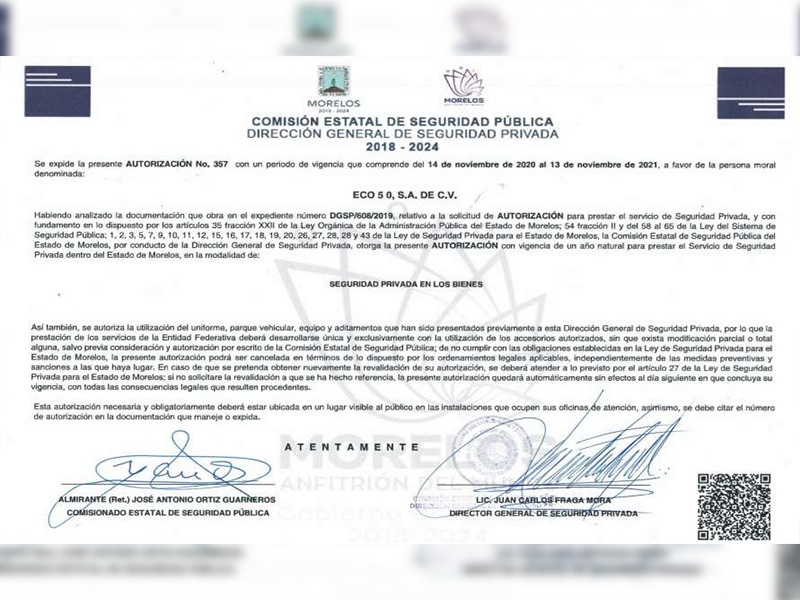 MORELOS
2018 - 2024
MORELOS
COMISIÓN ESTATAL DE SEGURIDAD PÚBLICA
DIRECCIÓN GENERAL DE SEGURIDAD PRIVADA
2018 - 2024
Se expide la presente AUTORIZACIÓN No. 357 con un periodo de vigencia que comprende del 14 de noviembre de 2020 al 13 de noviembre de 2021, a favor de la persona moral
denominada:
ECO 5 0, S.A. DE C.V.
Habiendo analizado la documentación que obra en el expediente número DGSP/608/2019, relativo a la solicitud de AUTORIZACIÓN para prestar el servicio de Seguridad Privada, y con
fundamento en lo dispuesto por los artículos 35 fracción XXII de la Ley Orgánica de la Administración Pública del Estado de Morelos; 54 fracción II y del 58 al 65 de la Ley del Sistema de
Seguridad Pública; 1, 2, 3, 5, 7, 9, 10, 11, 12, 15, 16, 17, 18, 19, 20, 26, 27, 28, 28 y 43 de la Ley de Seguridad Privada para el Estado de Morelos, la Comisión Estatal de Seguridad Pública del
Estado de Morelos, por conducto de la Dirección General de Seguridad Privada, otorga la presente AUTORIZACIÓN con vigencia de un año natural para prestar el Servicio de Seguridad
Privada dentro del Estado de Morelos, en la modalidad de:
SEGURIDAD PRIVADA EN LOS BIENES
Así también, se autoriza la utilización del uniforme, parque vehicular, equipo y aditamentos que han sido presentados previamente a esta Dirección General de Seguridad Privada, por lo que la
prestación de los servicios de la Entidad Federativa deberá desarrollarse única y exclusivamente con la utilización de los accesorios autorizados, sin que exista modificación parcial o total
alguna, salvo previa consideración y autorización por escrito de la Comisión Estatal de Seguridad Pública; de no cumplir con las obligaciones establecidas en la Ley de Seguridad Privada para el
Estado de Morelos, la presente autorización podrá ser cancelada en términos de lo dispuesto por los ordenamientos legales aplicables, independientemente de las medidas preventivas y
sanciones a las que haya lugar. En caso de que se pretenda obtener nuevamente la revalidación de su autorización, se deberá atender a lo previsto por el artículo 27 de la Ley de Seguridad
Privada para el Estado de Morelos; si no solicitare la revalidación a que se ha hecho referencia, la presente autorización quedará automáticamente sin efectos al día siguiente en que concluya su
vigencia, con todas las consecuencias legales que resulten procedentes.
Esta autorización necesaria y obligatoriamente deberá estar ubicada en un lugar visible al público en las instalaciones que ocupen sus oficinas de atención, asimismo, se debe citar el número
de autorización en la documentación que maneje o expida.
ATENTAMENTE
MORELOS
ANFITRIÓN DEL
2018-2024
ALMIRANTE (Ret.) JOSÉ ANTONIO ORTIZ GUARNEROS
COMISIONADO ESTATAL DE SEGURIDAD PÚBLICA
LIC. JUAN CARLOS FRAGA MORA
DIRECTOR GENERAL DE SEGURIDAD PRIVADA